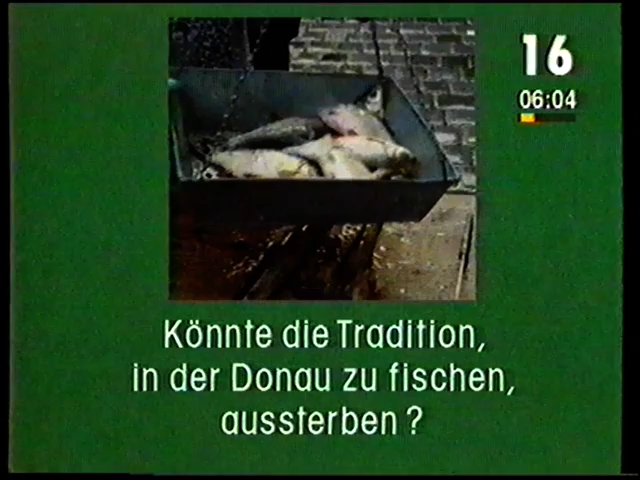 16
06:04
Könnte die Tradition,
in der Donau zu fischen,
aussterben ?